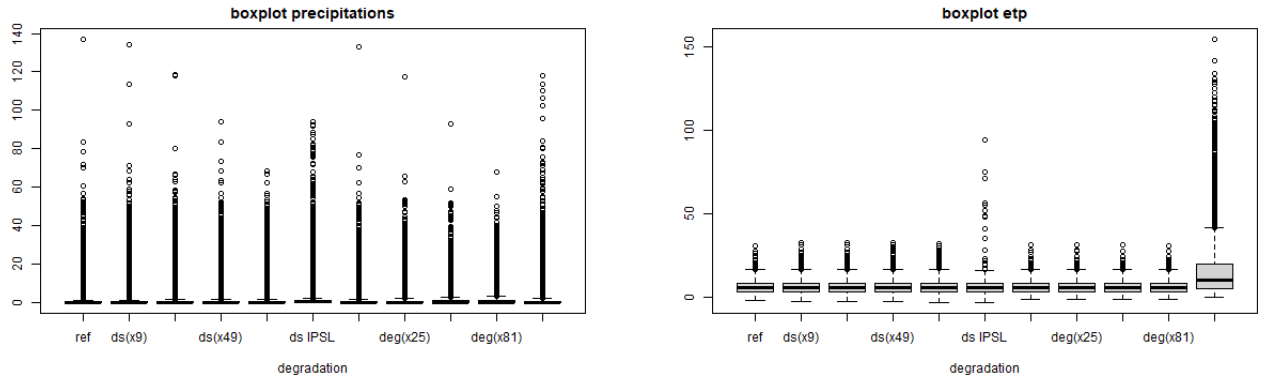 boxplot precipitations
140
120
100
80
60
40
20
0
ref ds(x9) ds(x49) ds IPSL deg(x25) deg(x81)
degradation
boxplot etp
150
100
50
0
ref ds(x9) ds(x49) ds IPSL deg(x25) deg(x81)
degradation